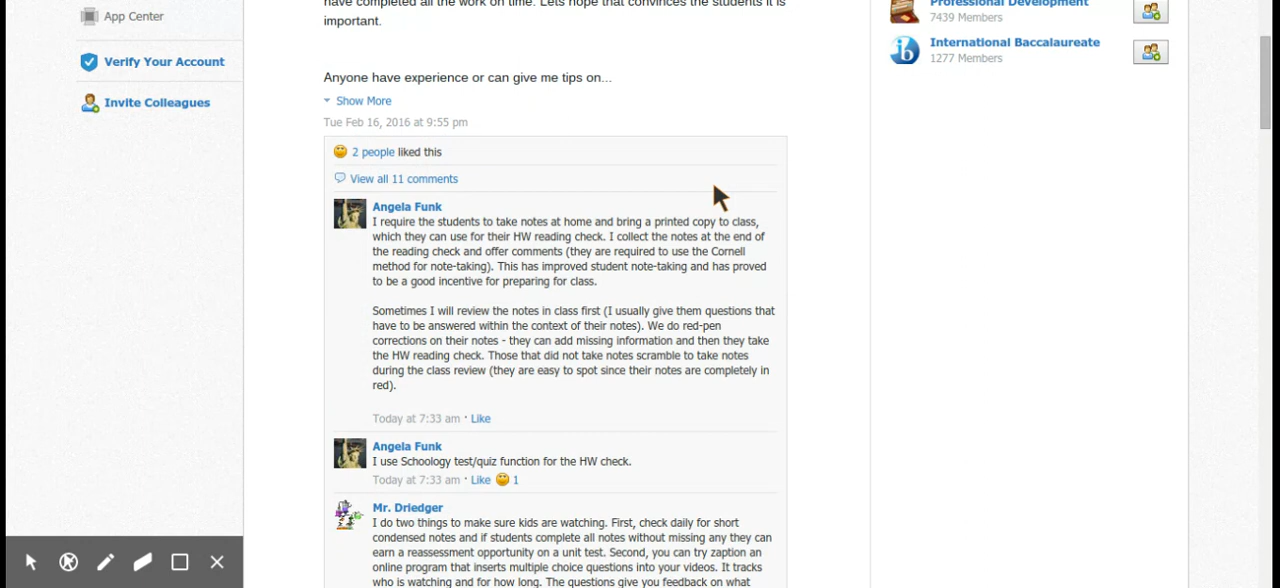 App Center
Verify Your Account
Invite Colleagues
have completed all the work on time. Lets hope that convinces the students it is
important.
Anyone have experience or can give me tips on...
Show More
Tue Feb 16, 2016 at 9:55 pm
2 people liked this
View all 11 comments
Angela Funk
I require the students to take notes at home and bring a printed copy to class,
which they can use for their HW reading check. I collect the notes at the end of
the reading check and offer comments (they are required to use the Cornell
method for note-taking). This has improved student note-taking and has proved
to be a good incentive for preparing for class.
Sometimes I will review the notes in class first (I usually give them questions that
have to be answered within the context of their notes). We do red-pen
corrections on their notes - they can add missing information and then they take
the HW reading check. Those that did not take notes scramble to take notes
during the class review (they are easy to spot since their notes are completely in
red).
Today at 7:33 am · Like
Angela Funk
I use Schoology test/quiz function for the HW check.
Today at 7:33 am · Like 1
Mr. Driedger
I do two things to make sure kids are watching. First, check daily for short
condensed notes and if students complete all notes without missing any they can
earn a reassessment opportunity on a unit test. Second, you can try zaption an
online program that inserts multiple choice questions into your videos. It tracks
who is watching and for how long. The questions give you feedback on what
Professional Development
7439 Members
ib
International Baccalaureate
1277 Members